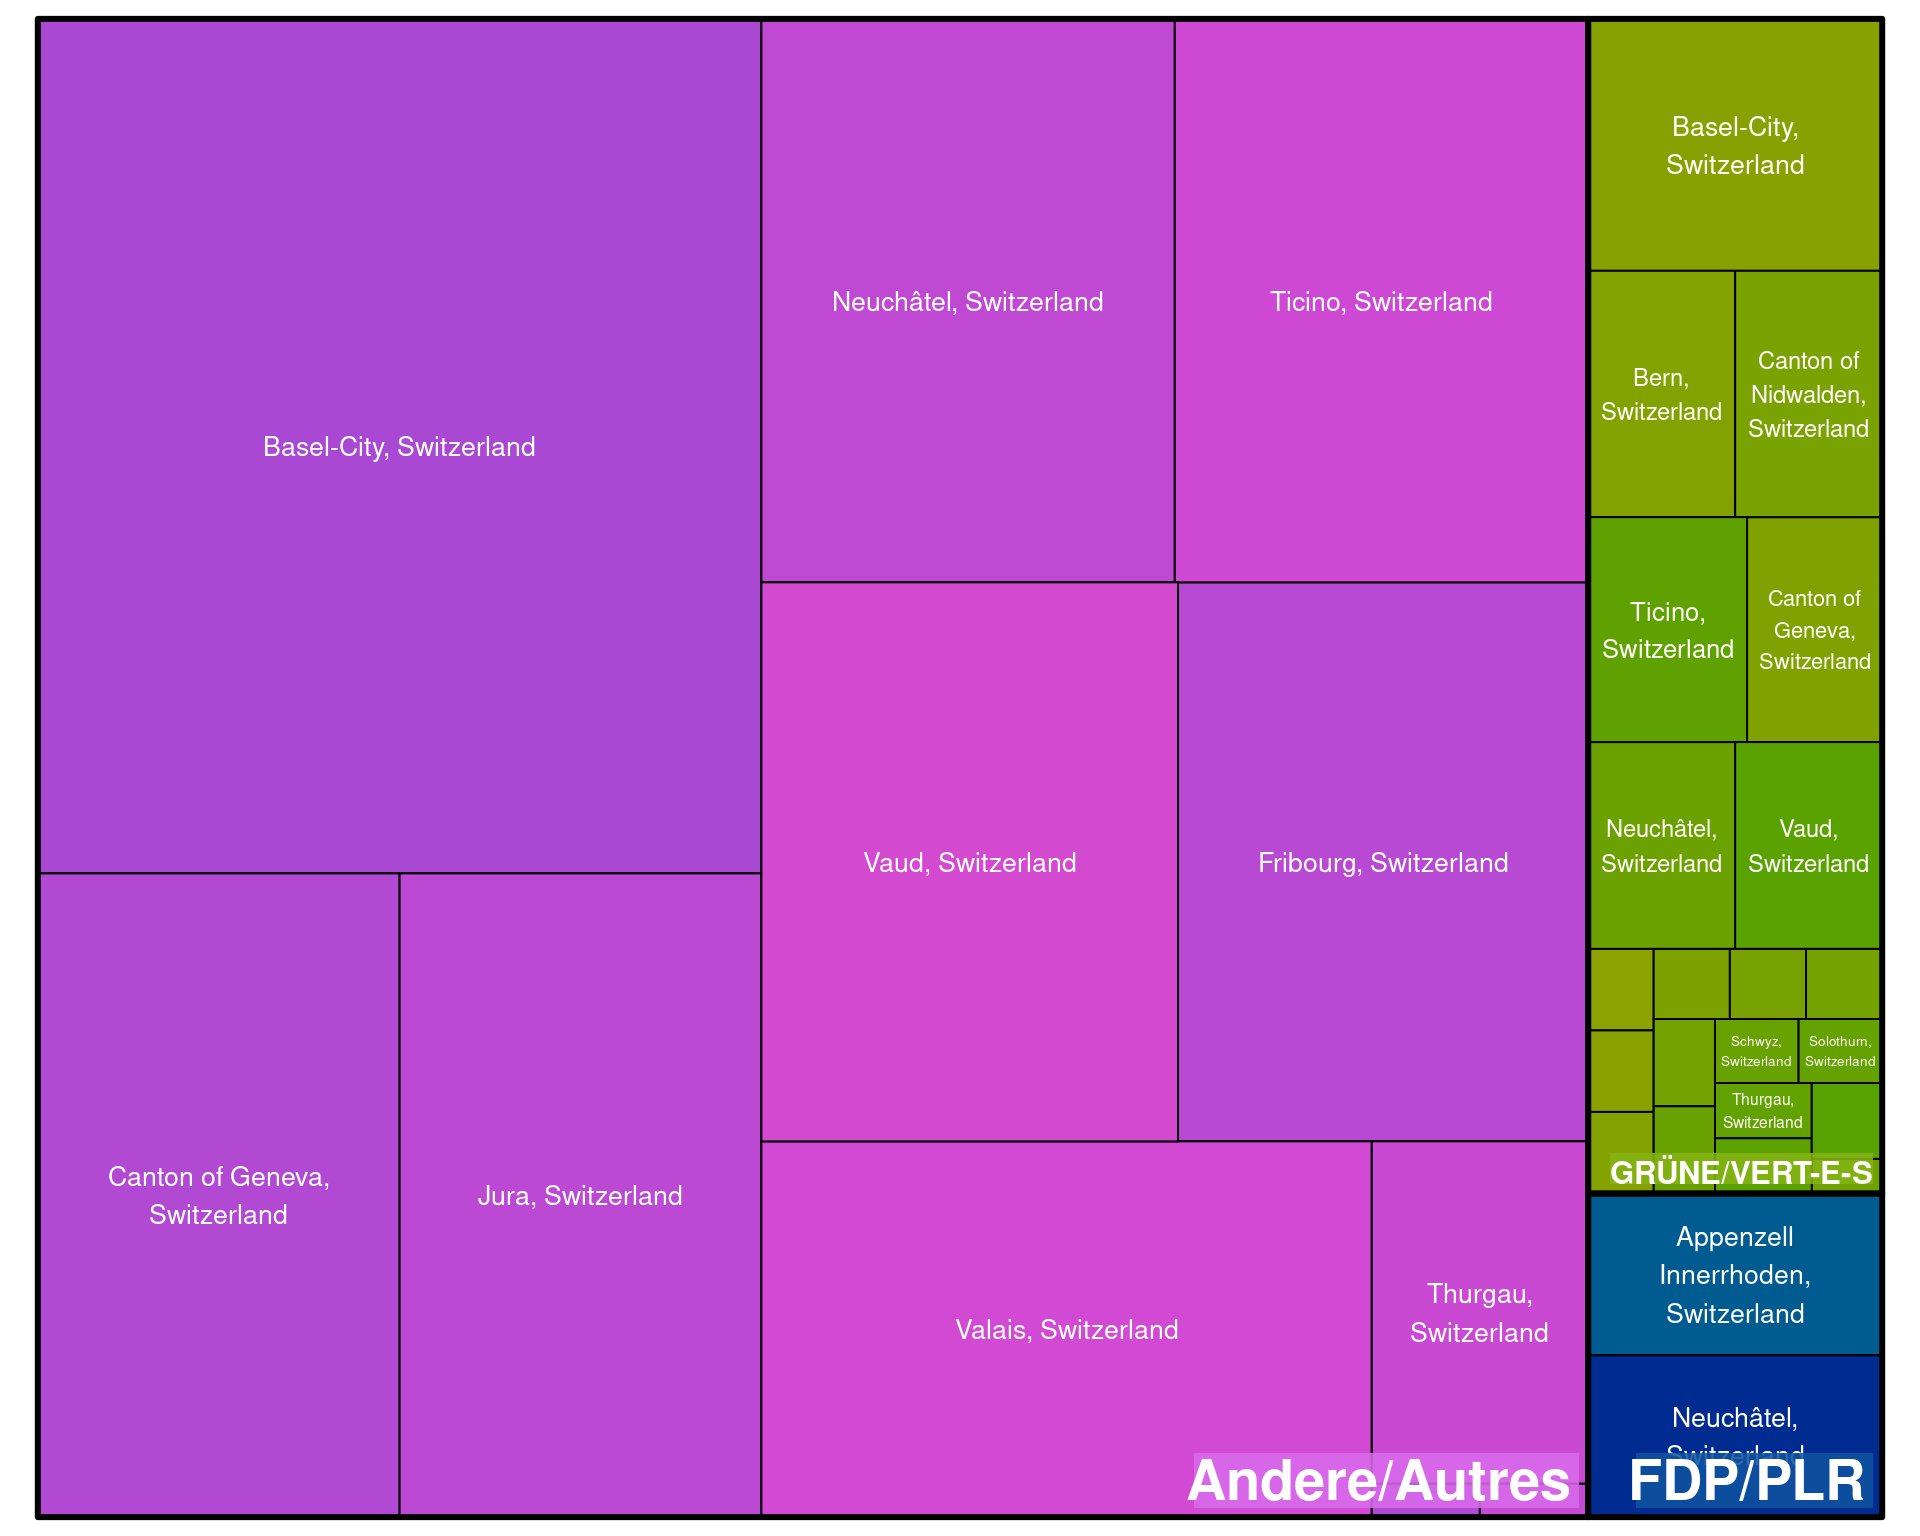 Basel-City, Switzerland
Neuchâtel, Switzerland
Ticino, Switzerland
Vaud, Switzerland
Fribourg, Switzerland
Canton of Geneva,
Switzerland
Jura, Switzerland
Valais, Switzerland
Thurgau,
Switzerland
Andere/Autres
Basel-City,
Switzerland
Bern,
Switzerland
Canton of
Nidwalden,
Switzerland
Ticino,
Switzerland
Canton of
Geneva,
Switzerland
Neuchâtel,
Switzerland
Vaud,
Switzerland
Schwyz,
Switzerland
Solothurn,
Switzerland
Thurgau,
Switzerland
GRÜNE/VERT-E-S
Appenzell
Innerrhoden,
Switzerland
Neuchâtel,
Switzerland
FDP/PLR